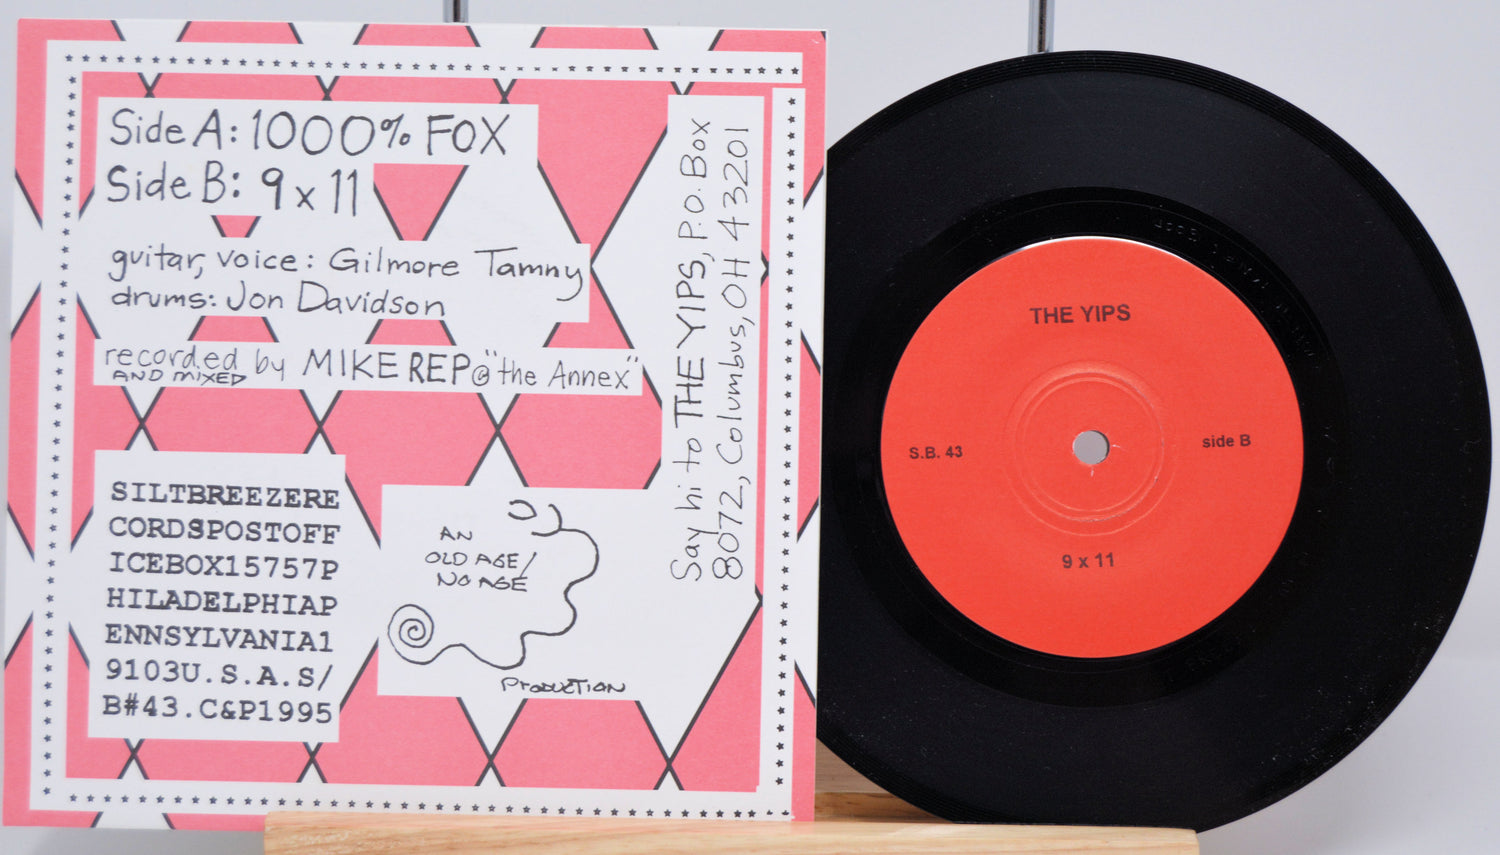 Side A: 1000% FOX
Side B: 9 x 11
guitar, voice: Gilmore Tamny
drums: Jon Davidson
recorded by MIKE REP @ "the Annex"
AND MIXED
SILTBREEZERE
CORDSPOSTOFF
ICEBOX15757P
HILADELPHIAP
ENNSYLVANIA1
9103U.S.A.S/
B#43.C&P1995
AN
OLD AGE/
NO AGE
PRODUCTION
Say hi to THE YIPS, P.O. Box
8072, Columbus, OH 43201
THE YIPS
S.B. 43
side B
9 x 11